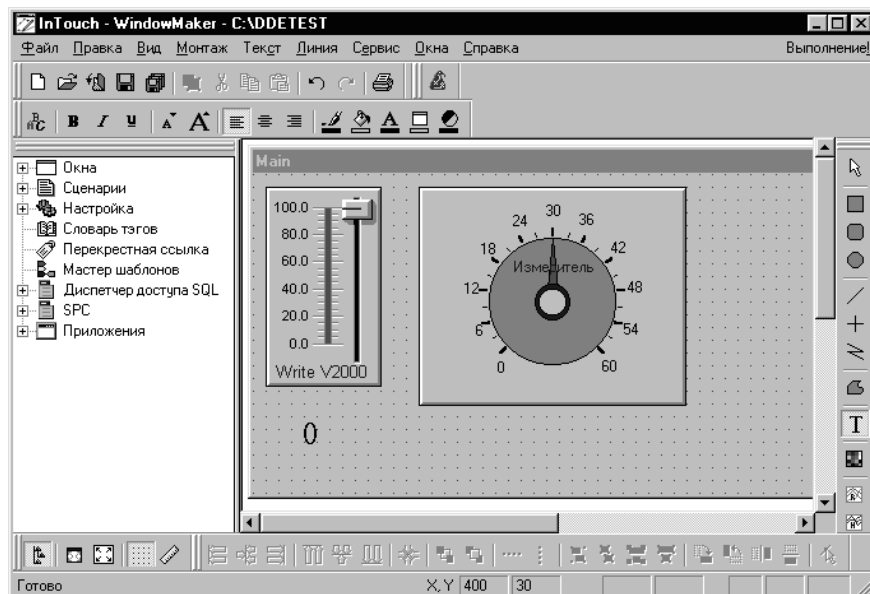 InTouch - WindowMaker - C:\DDETEST
Файл Правка Вид Монтаж Текст Линия Сервис Окна Справка Выполнение!
B I U A A A
Main
Окна
Сценарии
Настройка
Словарь тэгов
Перекрестная ссылка
Мастер шаблонов
Диспетчер доступа SQL
SPC
Приложения
100.0
80.0
60.0
40.0
20.0
0.0
Write V2000
0
30
24 36
18 42
Измеритель
12 48
6 54
0 60
T
Готово X, Y 400 30